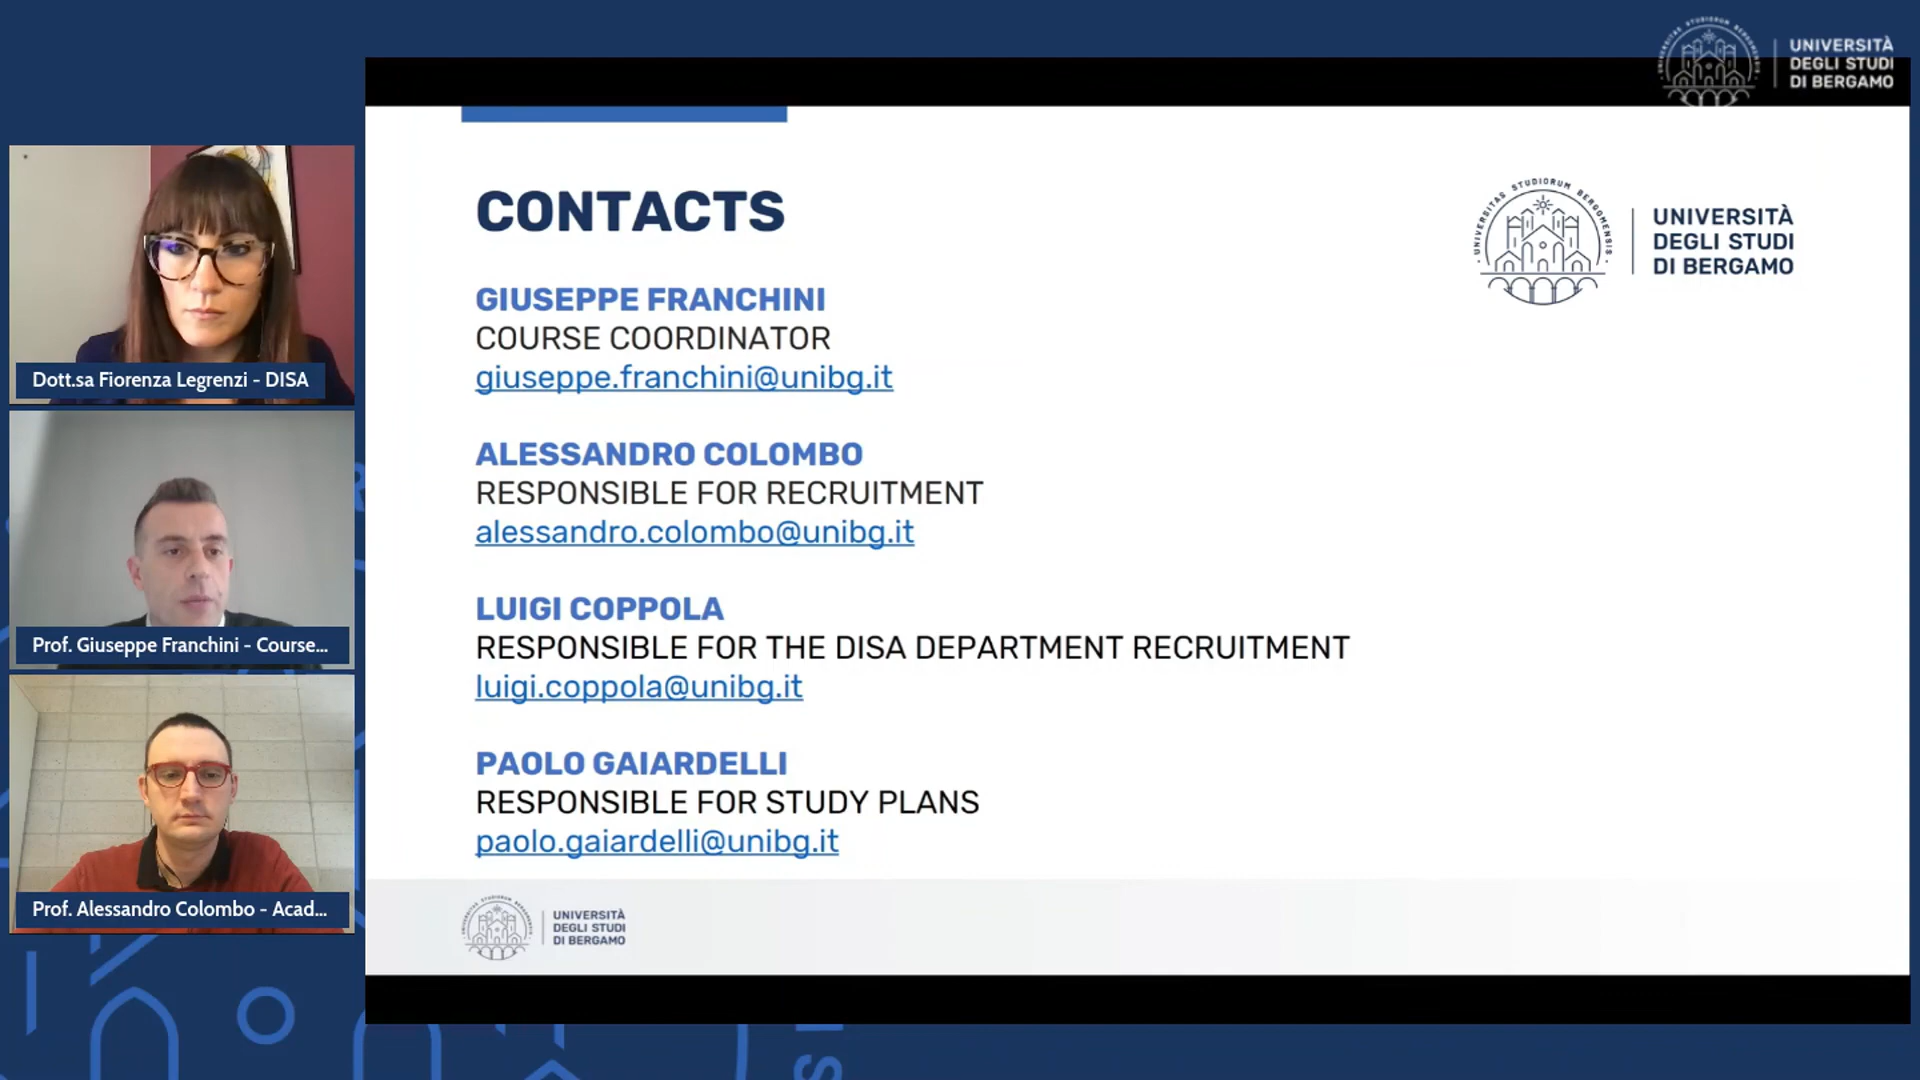 UNIVERSITÀ
DEGLI STUDI
DI BERGAMO
Dott.sa Fiorenza Legrenzi - DISA
Prof. Giuseppe Franchini - Course...
Prof. Alessandro Colombo - Acad...
CONTACTS
GIUSEPPE FRANCHINI
COURSE COORDINATOR
giuseppe.franchini@unibg.it
ALESSANDRO COLOMBO
RESPONSIBLE FOR RECRUITMENT
alessandro.colombo@unibg.it
LUIGI COPPOLA
RESPONSIBLE FOR THE DISA DEPARTMENT RECRUITMENT
luigi.coppola@unibg.it
PAOLO GAIARDELLI
RESPONSIBLE FOR STUDY PLANS
paolo.gaiardelli@unibg.it
UNIVERSITAS STUDIORUM BERGOMENSIS
UNIVERSITÀ
DEGLI STUDI
DI BERGAMO
UNIVERSITÀ
DEGLI STUDI
DI BERGAMO